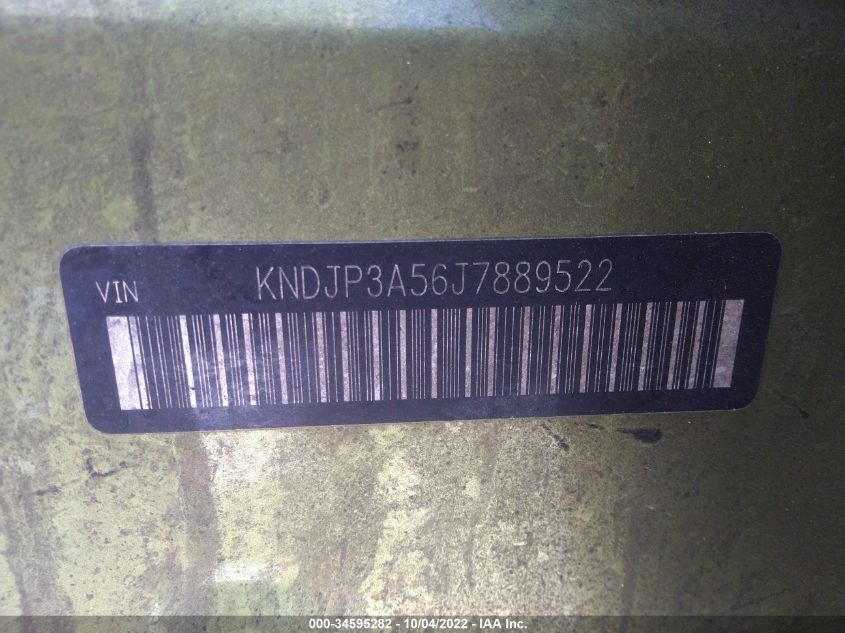 VIN KNDJP3A56J7889522
000-34595282 - 10/04/2022 - IAA, Inc.